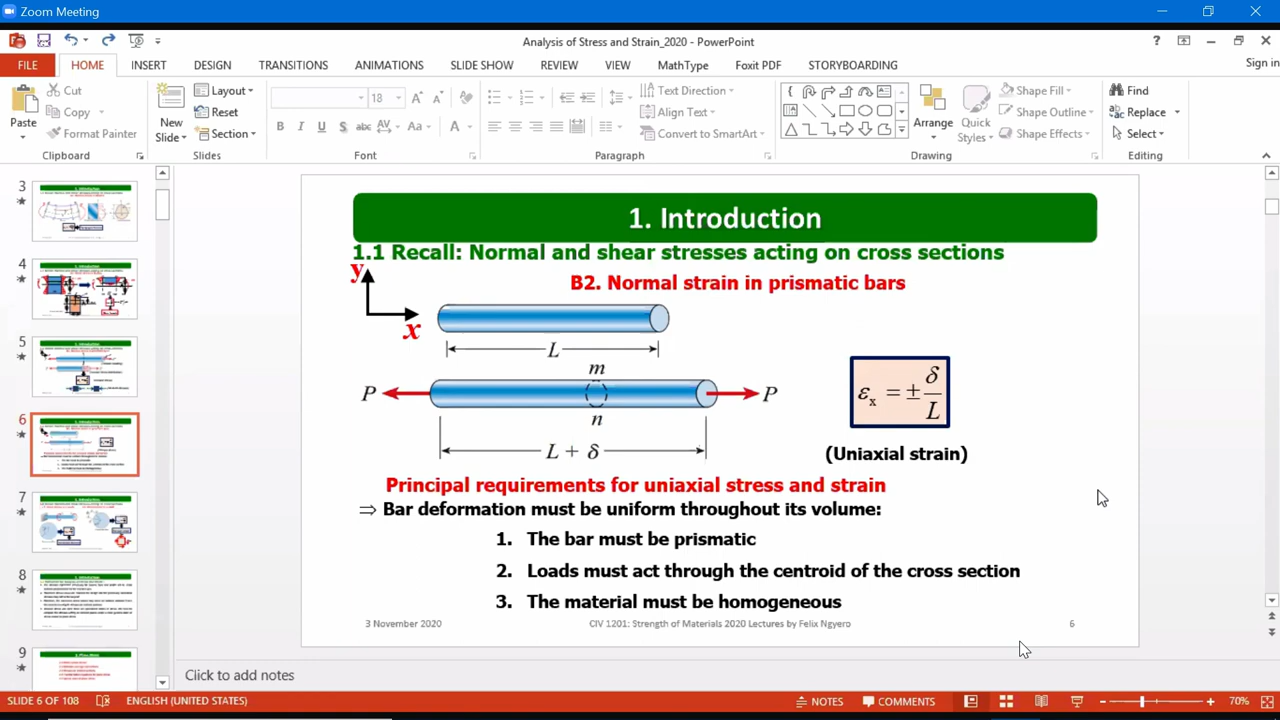 Zoom Meeting
Analysis of Stress and Strain_2020 - PowerPoint
FILE HOME INSERT DESIGN TRANSITIONS ANIMATIONS SLIDE SHOW REVIEW VIEW MathType Foxit PDF STORYBOARDING Sign in
Paste Cut Copy Format Painter
New Slide Layout Reset Section
18
Text Direction Align Text Convert to SmartArt
Arrange Quick Styles Shape Fill Shape Outline Shape Effects
Find Replace Select
Clipboard Slides Font Paragraph Drawing Editing
3
4
5
6
7
8
9
1. Introduction
1.1 Recall: Normal and shear stresses acting on cross sections
B2. Normal strain in prismatic bars
y
x
L
m
P P
n
L + δ
εx = ± δ/L
(Uniaxial strain)
Principal requirements for uniaxial stress and strain
⇒ Bar deformation must be uniform throughout its volume:
1. The bar must be prismatic
2. Loads must act through the centroid of the cross section
3. The material must be homogeneous
3 November 2020 CIV 1201: Strength of Materials 2020 Lectures by Felix Ngyero 6
Click to add notes
SLIDE 6 OF 108 ENGLISH (UNITED STATES) NOTES COMMENTS 70%